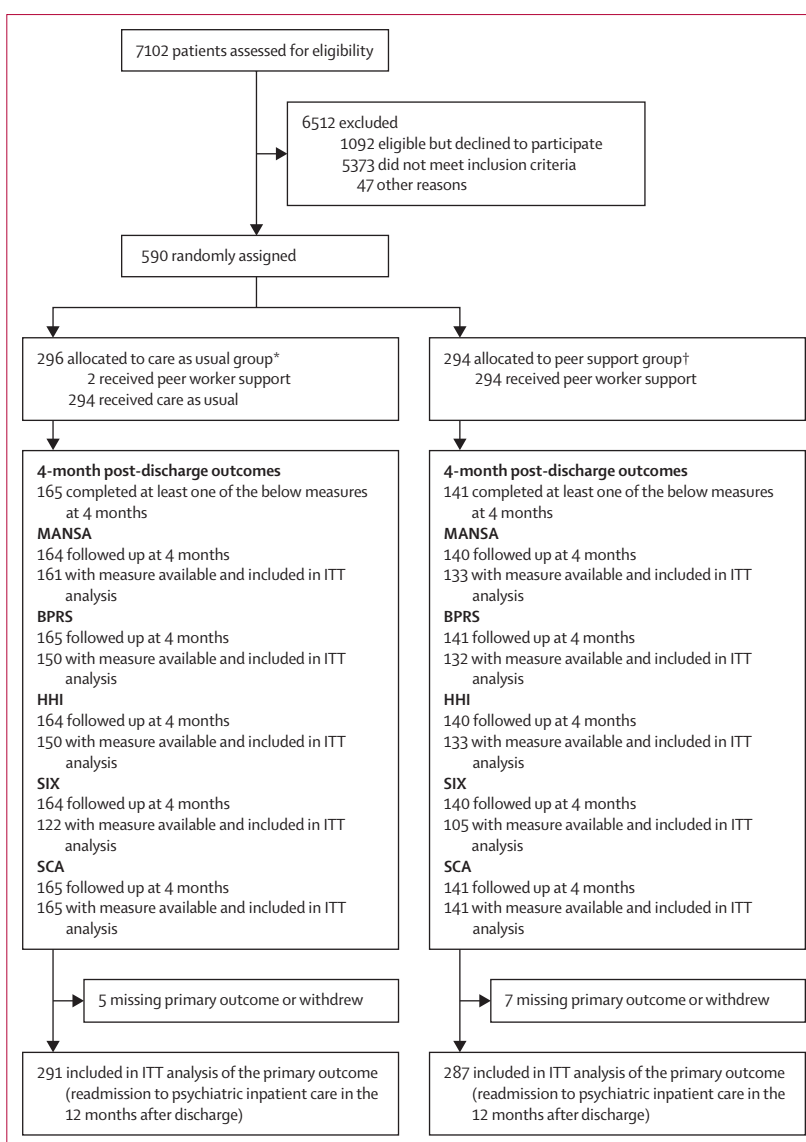 7102 patients assessed for eligibility
6512 excluded
1092 eligible but declined to participate
5373 did not meet inclusion criteria
47 other reasons
590 randomly assigned
296 allocated to care as usual group*
2 received peer worker support
294 received care as usual
294 allocated to peer support group†
294 received peer worker support
4-month post-discharge outcomes
165 completed at least one of the below measures
at 4 months
MANSA
164 followed up at 4 months
161 with measure available and included in ITT
analysis
BPRS
165 followed up at 4 months
150 with measure available and included in ITT
analysis
HHI
164 followed up at 4 months
150 with measure available and included in ITT
analysis
SIX
164 followed up at 4 months
122 with measure available and included in ITT
analysis
SCA
165 followed up at 4 months
165 with measure available and included in ITT
analysis
4-month post-discharge outcomes
141 completed at least one of the below measures
at 4 months
MANSA
140 followed up at 4 months
133 with measure available and included in ITT
analysis
BPRS
141 followed up at 4 months
132 with measure available and included in ITT
analysis
HHI
140 followed up at 4 months
133 with measure available and included in ITT
analysis
SIX
140 followed up at 4 months
105 with measure available and included in ITT
analysis
SCA
141 followed up at 4 months
141 with measure available and included in ITT
analysis
5 missing primary outcome or withdrew
7 missing primary outcome or withdrew
291 included in ITT analysis of the primary outcome
(readmission to psychiatric inpatient care in the
12 months after discharge)
287 included in ITT analysis of the primary outcome
(readmission to psychiatric inpatient care in the
12 months after discharge)